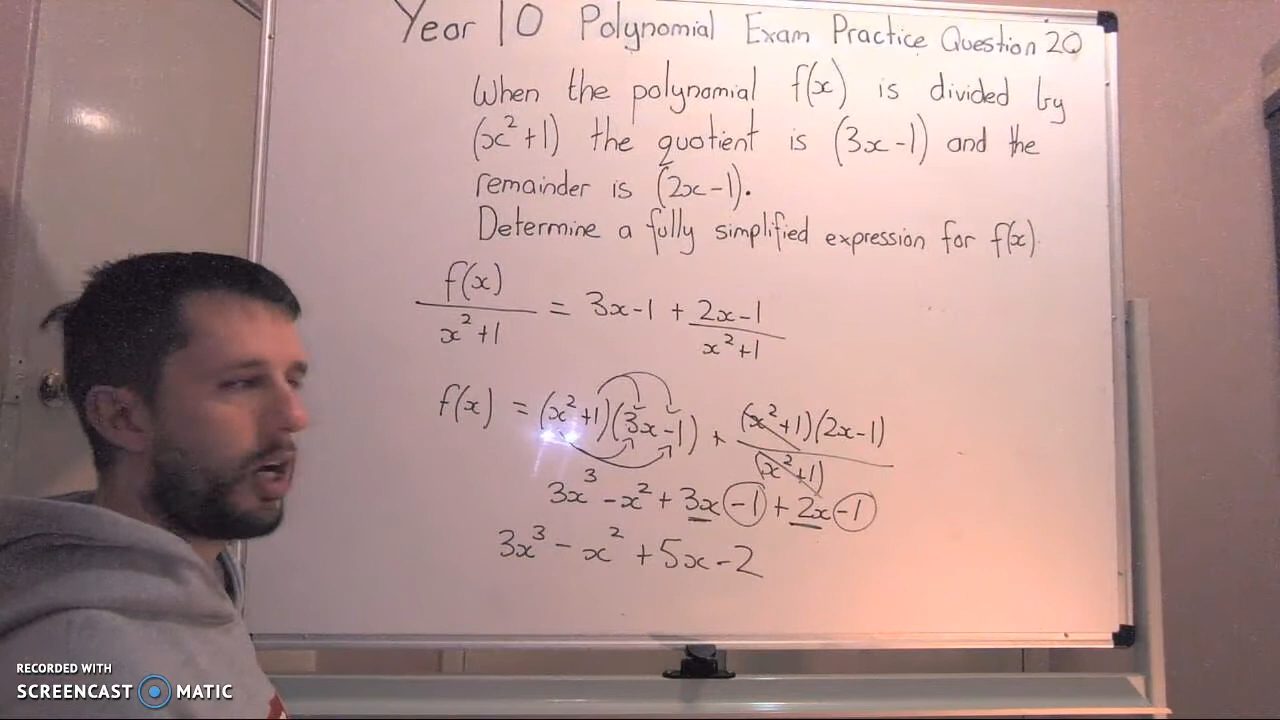 Year 10 Polynomial Exam Practice Question 20
When the polynomial f(x) is divided by
(x²+1) the quotient is (3x-1) and the
remainder is (2x-1).
Determine a fully simplified expression for f(x).
f(x)/x²+1 = 3x-1 + 2x-1/x²+1
f(x) = (x²+1)(3x-1) + (x²+1)(2x-1)/(x²+1)
3x³ -x² + 3x -1 + 2x -1
3x³ - x² + 5x - 2
RECORDED WITH
SCREENCAST MATIC